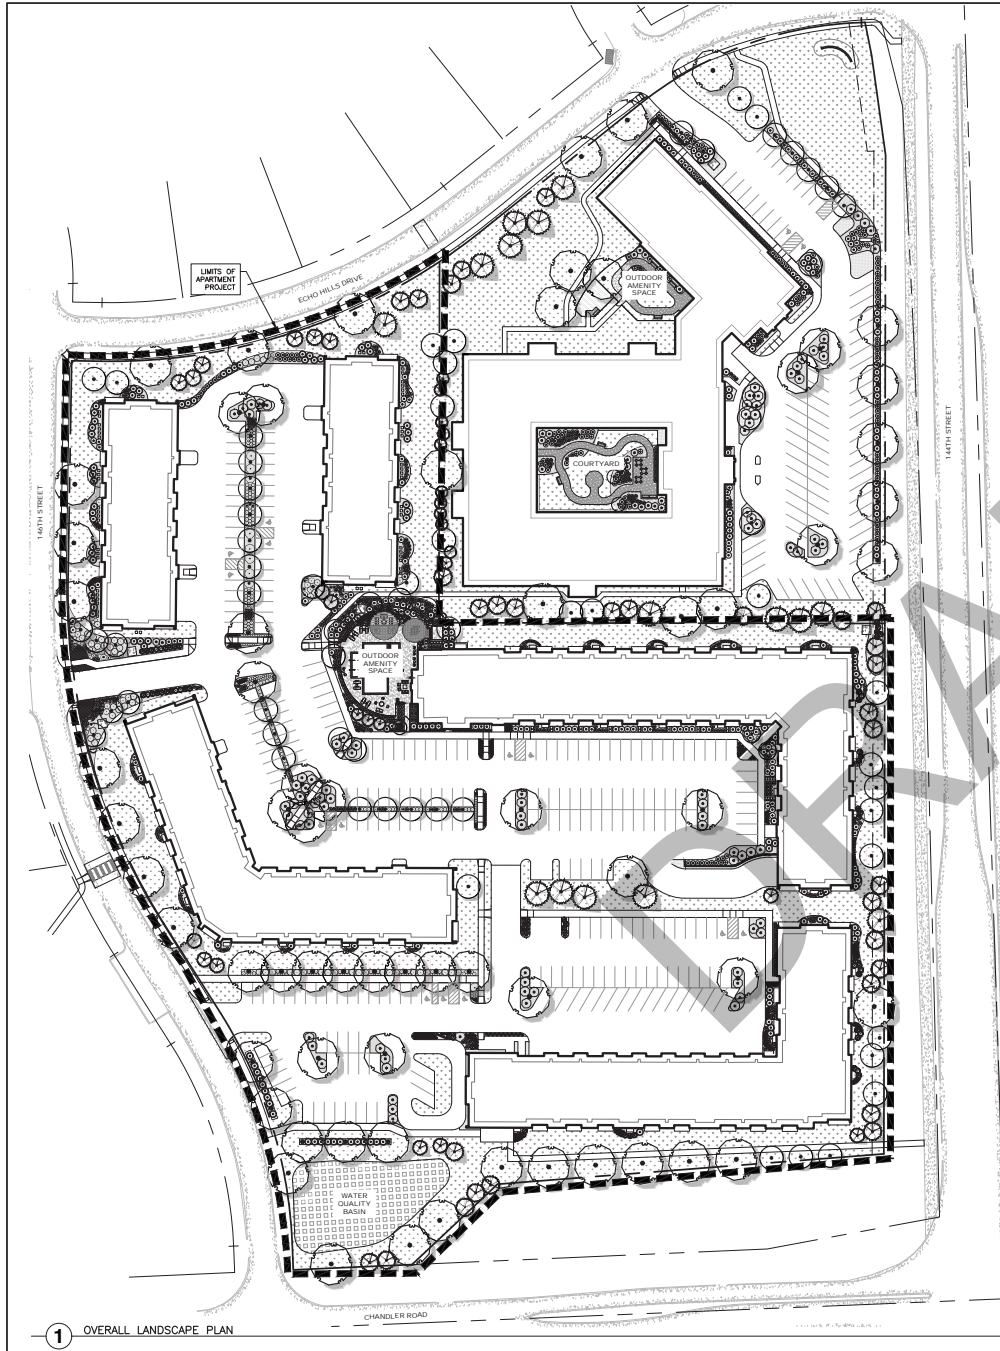 LIMITS OF
APARTMENT
PROJECT
ECHO HILLS DRIVE
OUTDOOR
AMENITY
SPACE
144TH STREET
COURTYARD
146TH STREET
OUTDOOR
AMENITY
SPACE
DRA
WATER
QUALITY
BASIN
CHANDLER ROAD
1 OVERALL LANDSCAPE PLAN